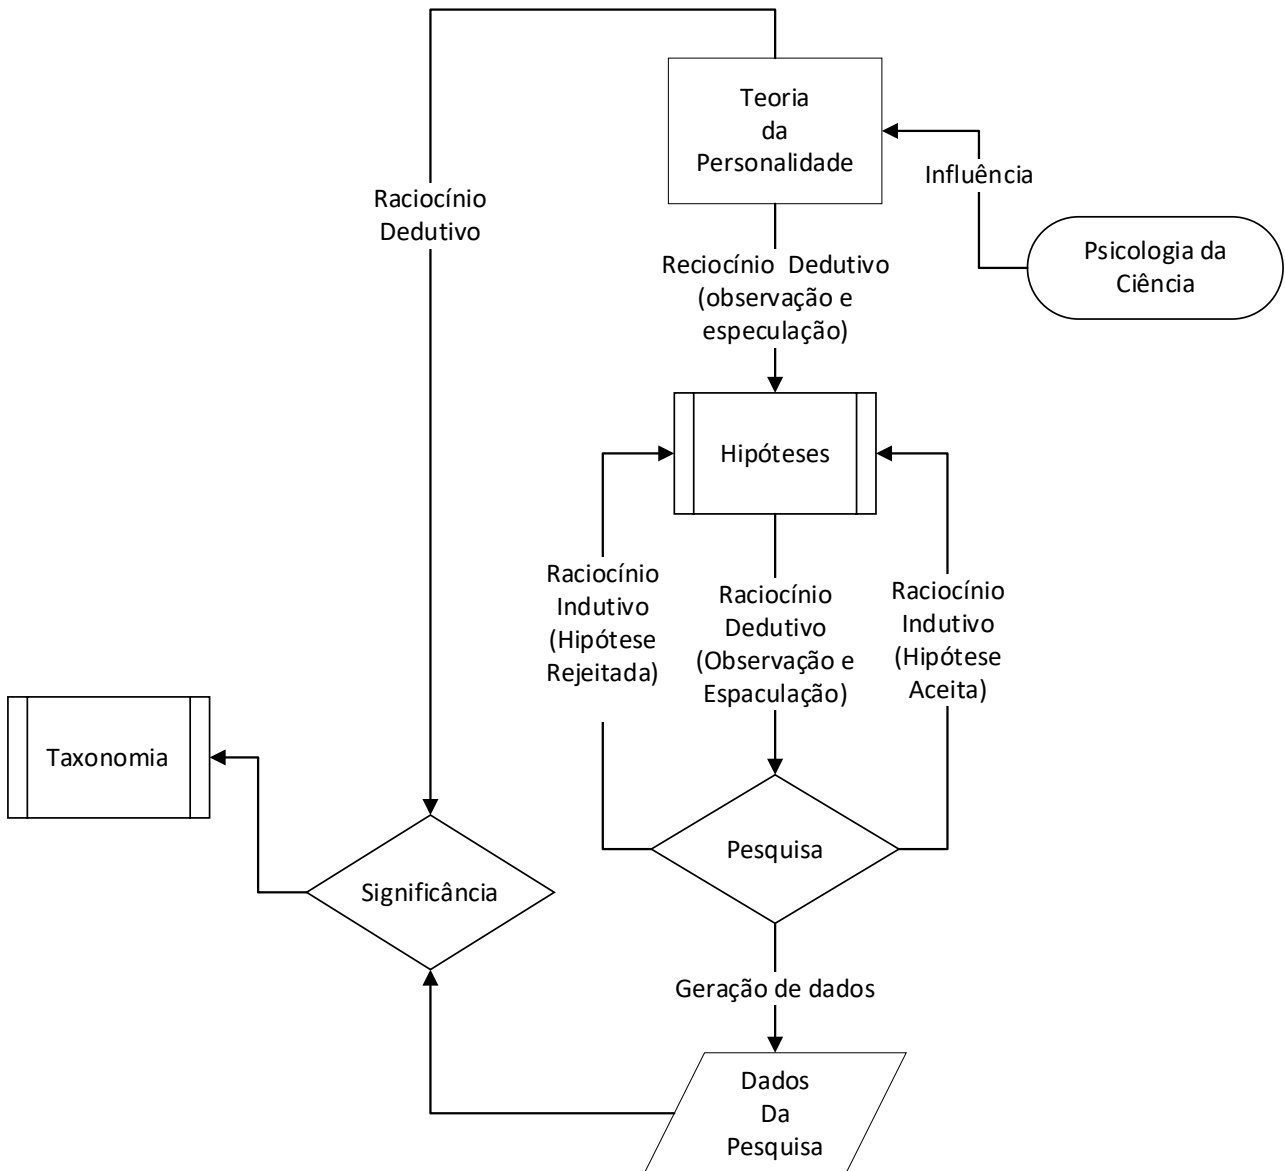 Teoria
da
Personalidade
Influência
Raciocínio
Dedutivo
Psicologia da
Ciência
Reciocínio  Dedutivo
(observação e
especulação)
Hipóteses
Raciocínio
Indutivo
(Hipótese
Rejeitada)
Raciocínio
Dedutivo
(Observação e
Espaculação)
Raciocínio
Indutivo
(Hipótese
Aceita)
Taxonomia
Pesquisa
Significância
Geração de dados
Dados
Da
Pesquisa